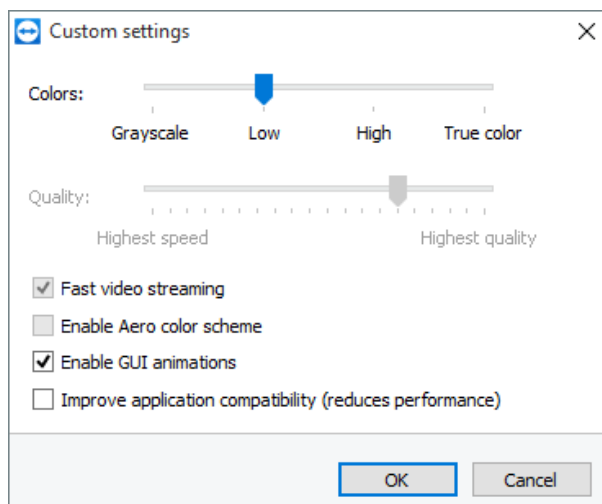 Custom settings
Colors:
Grayscale Low High True color
Quality:
Highest speed Highest quality
Fast video streaming
Enable Aero color scheme
Enable GUI animations
Improve application compatibility (reduces performance)
OK Cancel